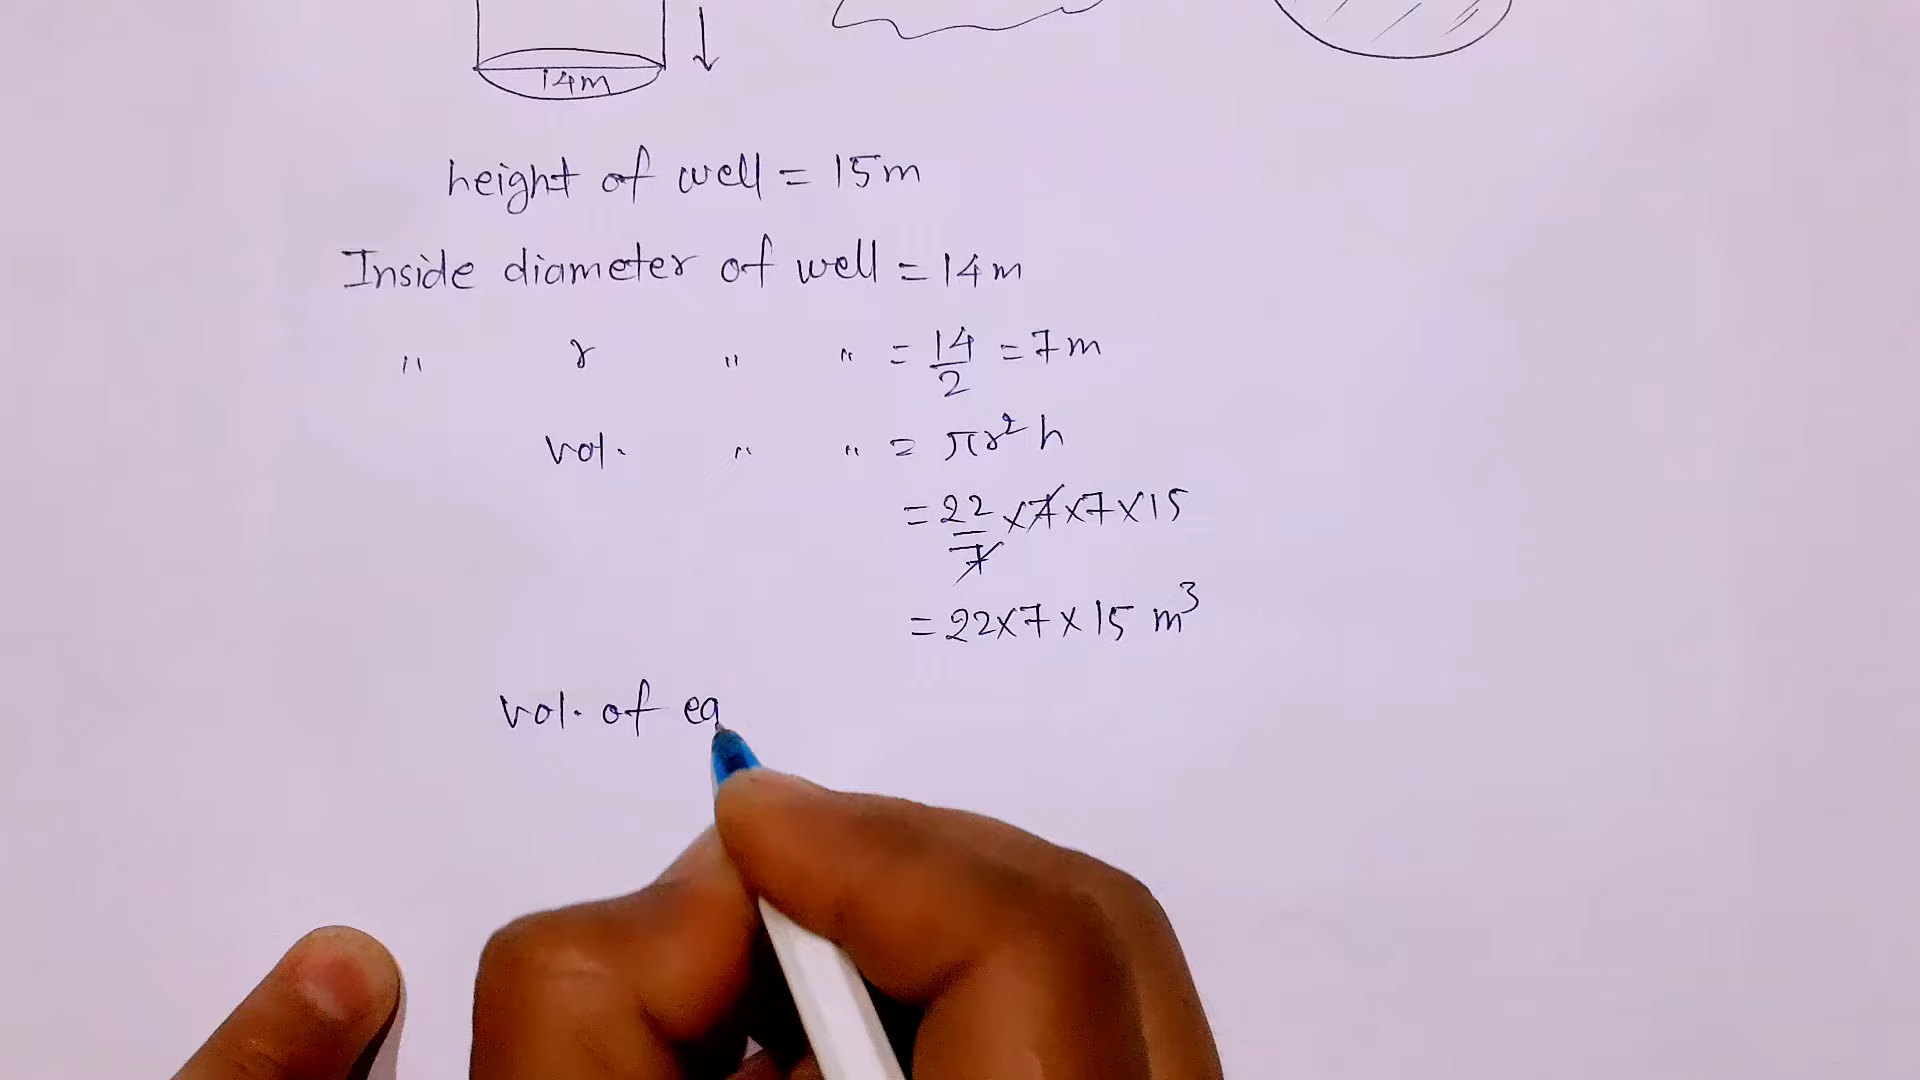 14m
height of well = 15m
Inside diameter of well = 14m
" r " " = 14/2 = 7m
vol. " " = πr² h
= 22/7 × 7 × 7 × 15
= 22×7×15 m³
vol. of ea